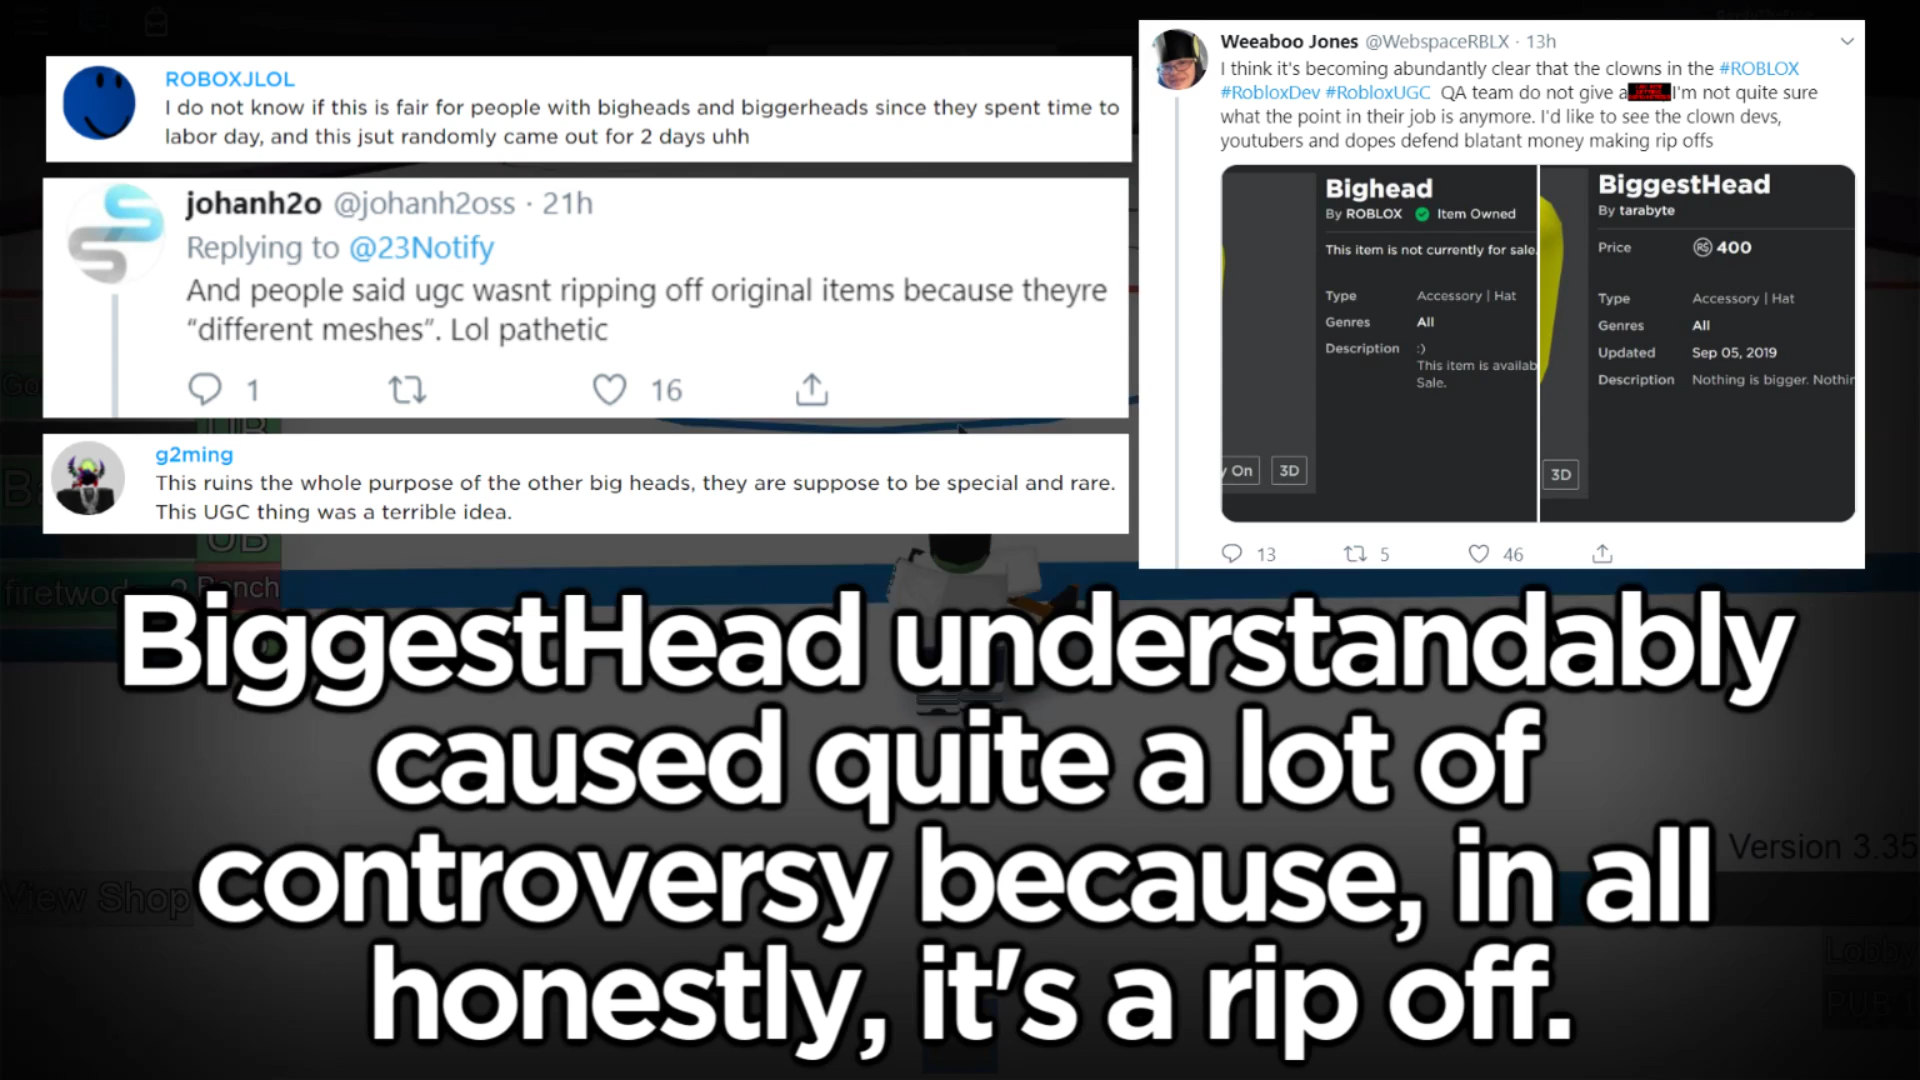 ROBOXJLOL
I do not know if this is fair for people with bigheads and biggerheads since they spent time to
labor day, and this jsut randomly came out for 2 days uhh
johanh2o @johanh2oss · 21h
Replying to @23Notify
And people said ugc wasnt ripping off original items because theyre
“different meshes”. Lol pathetic
1
16
g2ming
This ruins the whole purpose of the other big heads, they are suppose to be special and rare.
This UGC thing was a terrible idea.
Weeaboo Jones @WebspaceRBLX · 13h
I think it's becoming abundantly clear that the clowns in the #ROBLOX
#RobloxDev #RobloxUGC QA team do not give a I'm not quite sure
what the point in their job is anymore. I'd like to see the clown devs,
youtubers and dopes defend blatant money making rip offs
Bighead
By ROBLOX Item Owned
This item is not currently for sale.
Type Accessory | Hat
Genres All
Description :)
This item is availab
Sale.
y On 3D
BiggestHead
By tarabyte
Price R$ 400
Type Accessory | Hat
Genres All
Updated Sep 05, 2019
Description Nothing is bigger. Nothin
3D
13 5 46
UB
UB
Bench
View Shop
Version 3.35
Lobby
BiggestHead understandably
caused quite a lot of
controversy because, in all
honestly, it's a rip off.